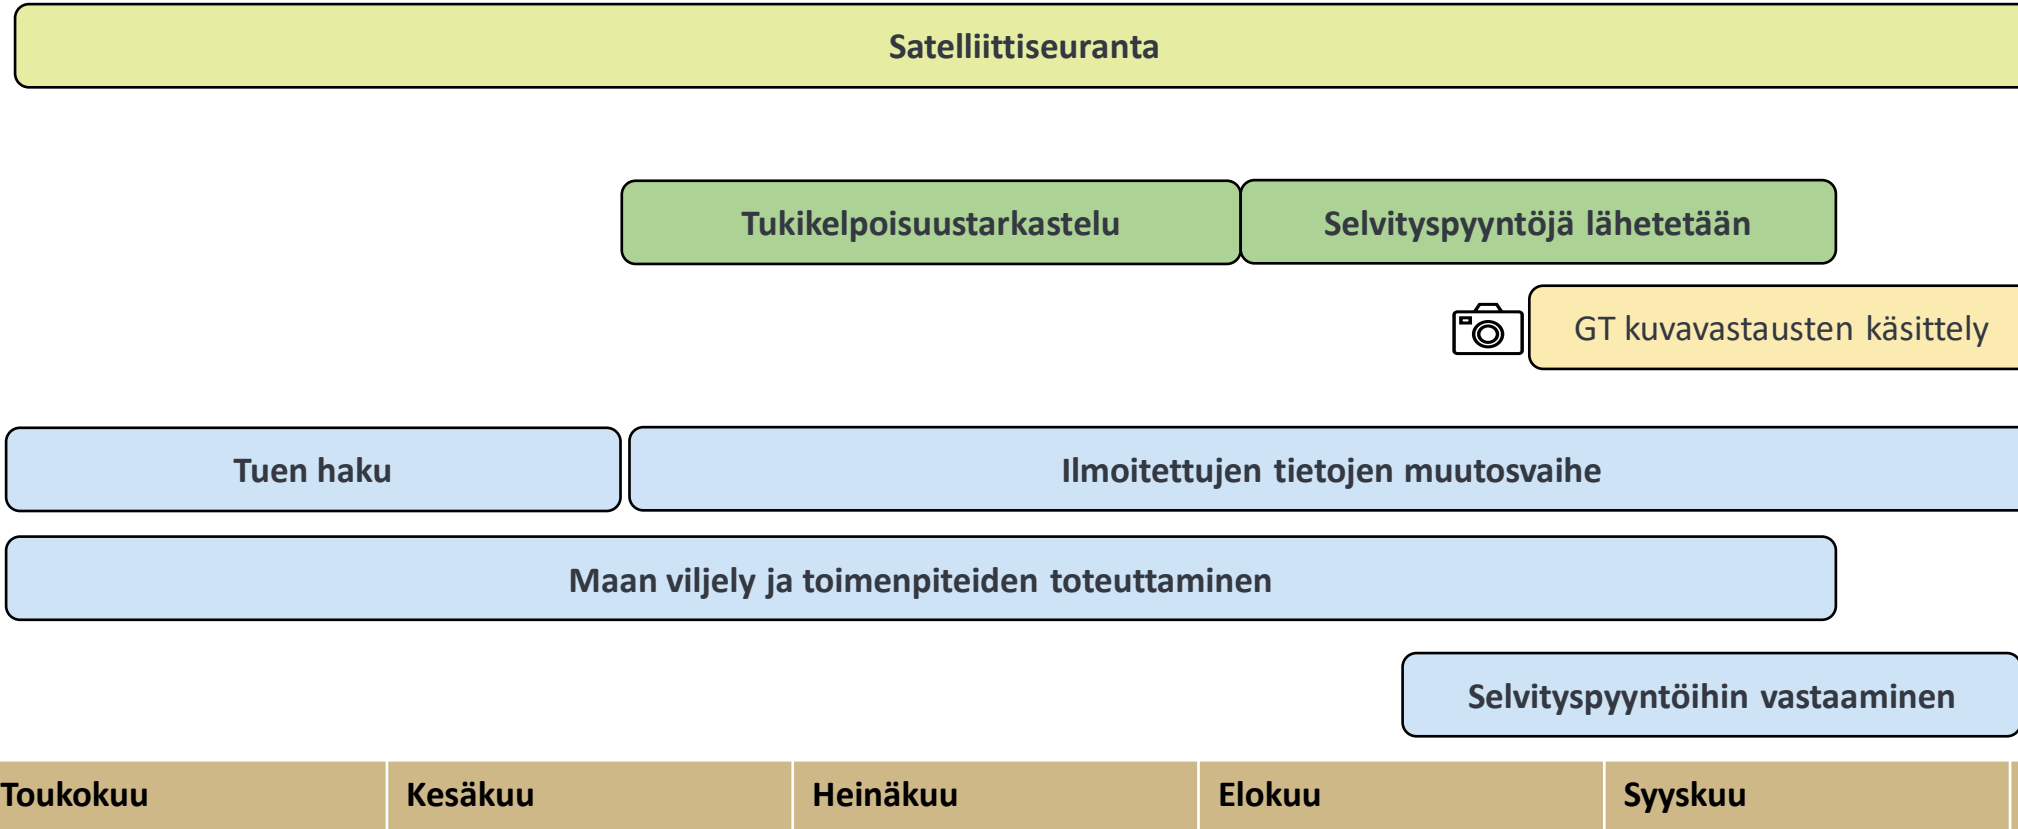 Satelliittiseuranta
Tukikelpoisuustarkastelu
Selvityspyyntöjä lähetetään
GT kuvavastausten käsittely
Tuen haku
Ilmoitettujen tietojen muutosvaihe
Maan viljely ja toimenpiteiden toteuttaminen
Selvityspyyntöihin vastaaminen
Toukokuu
Kesäkuu
Heinäkuu
Elokuu
Syyskuu